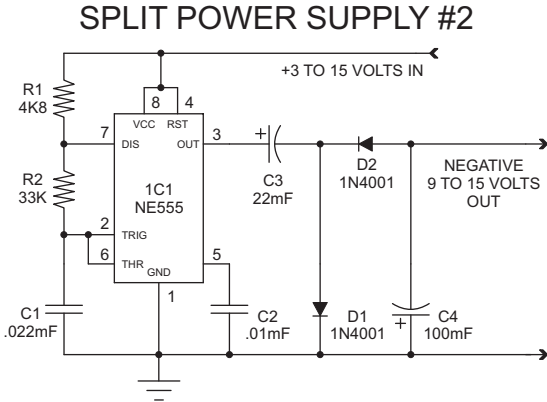 SPLIT POWER SUPPLY #2
+3 TO 15 VOLTS IN
R1
4K8
8 4
VCC RST
7
DIS
OUT
3
+
R2
33K
1C1
NE555
C3
22mF
D2
1N4001
NEGATIVE
9 TO 15 VOLTS
OUT
2
TRIG
6
THR
GND
5
1
C1
.022mF
C2
.01mF
D1
1N4001
+
C4
100mF